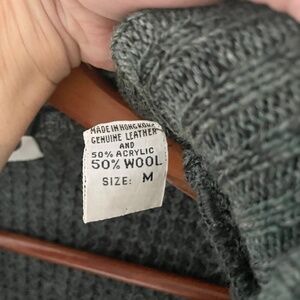 MADE IN HONG KONG
GENUINE LEATHER
AND
50% ACRYLIC
50% WOOL
SIZE: M